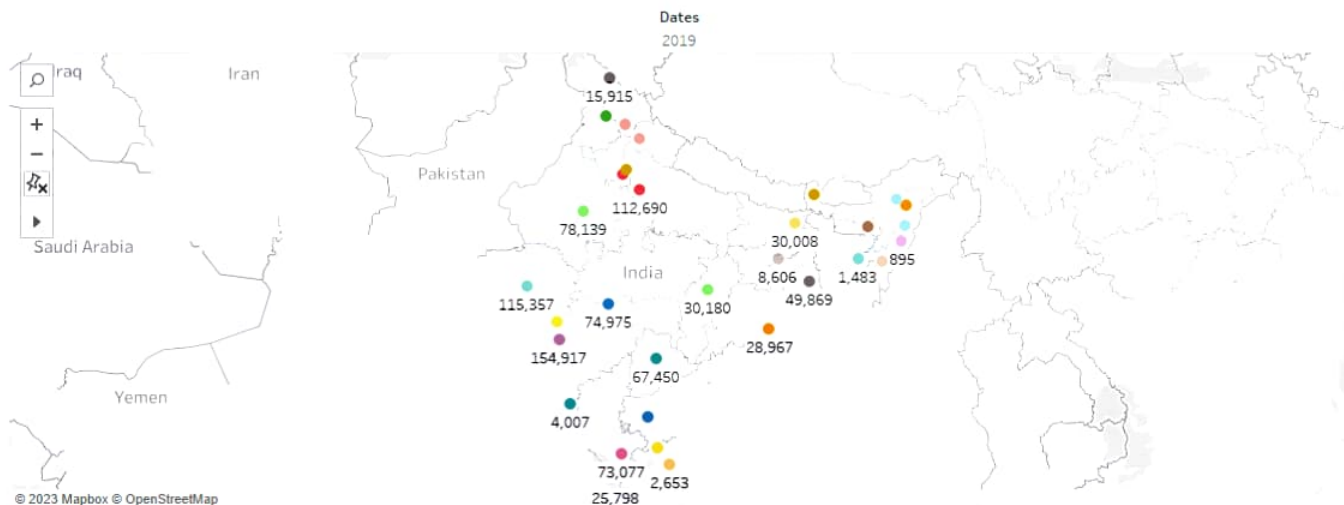 Dates
2019
Iraq
Iran
15,915
Pakistan
112,690
78,139
30,008
Saudi Arabia
895
India
8,606
1,483
49,869
115,357
74,975
30,180
154,917
28,967
67,450
Yemen
4,007
73,077
2,653
25,798
© 2023 Mapbox © OpenStreetMap